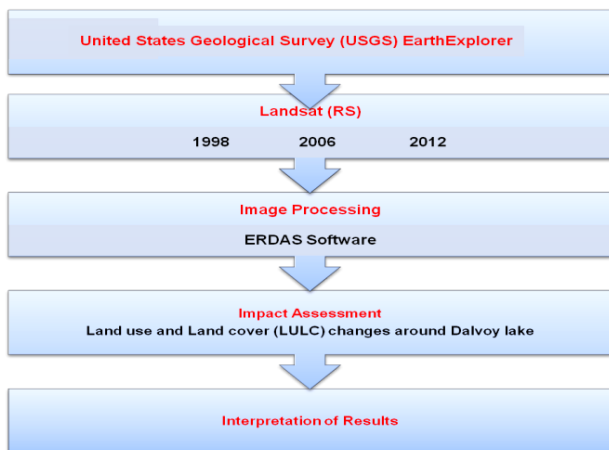 United States Geological Survey (USGS) EarthExplorer
Landsat (RS)
1998 2006 2012
Image Processing
ERDAS Software
Impact Assessment
Land use and Land cover (LULC) changes around Dalvoy lake
Interpretation of Results